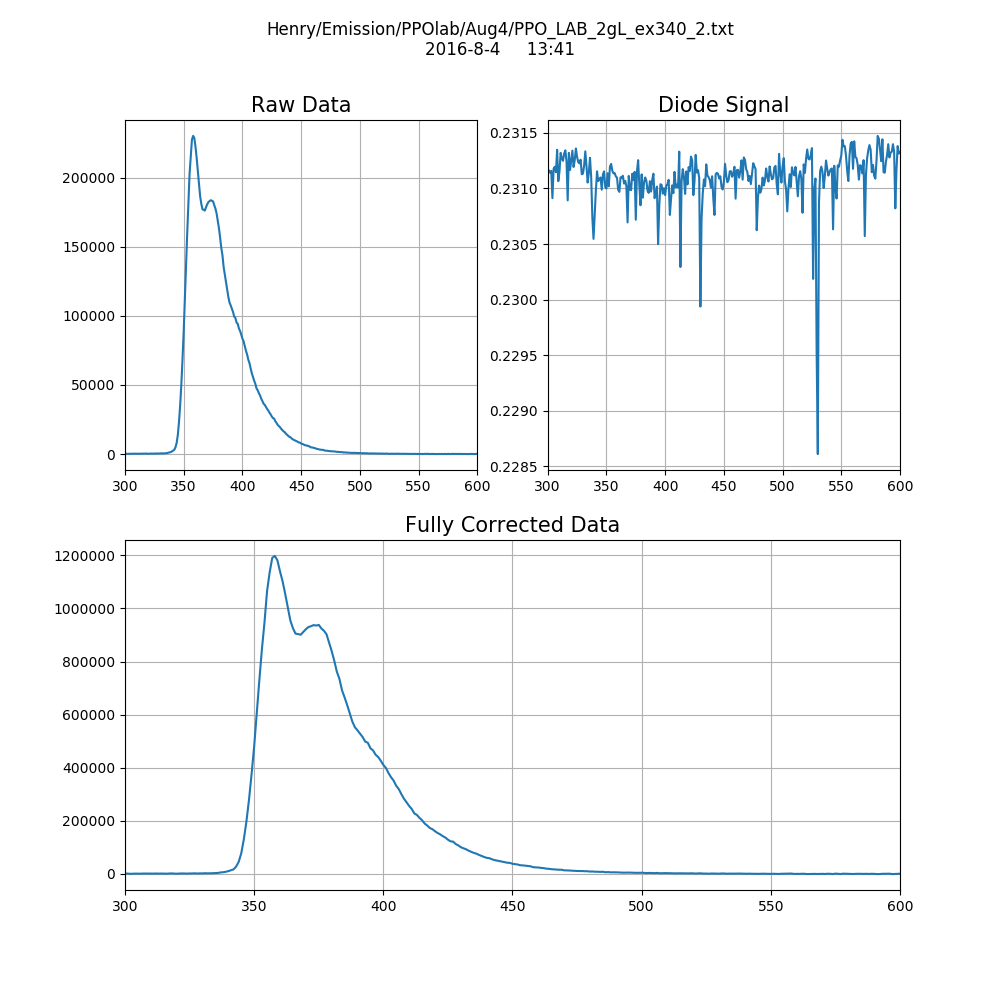 Henry/Emission/PPOlab/Aug4/PPO_LAB_2gL_ex340_2.txt
2016-8-4 13:41
Raw Data
200000
150000
100000
50000
0
300 350 400 450 500 550 600
Diode Signal
0.2315
0.2310
0.2305
0.2300
0.2295
0.2290
0.2285
300 350 400 450 500 550 600
Fully Corrected Data
1200000
1000000
800000
600000
400000
200000
0
300 350 400 450 500 550 600